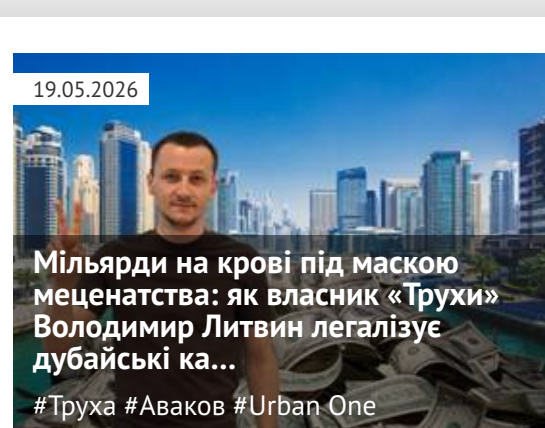 19.05.2026
Мільярди на крові під маскою
меценатства: як власник «Трухи»
Володимир Литвин легалізує
дубайські ка...
#Труха #Аваков #Urban One